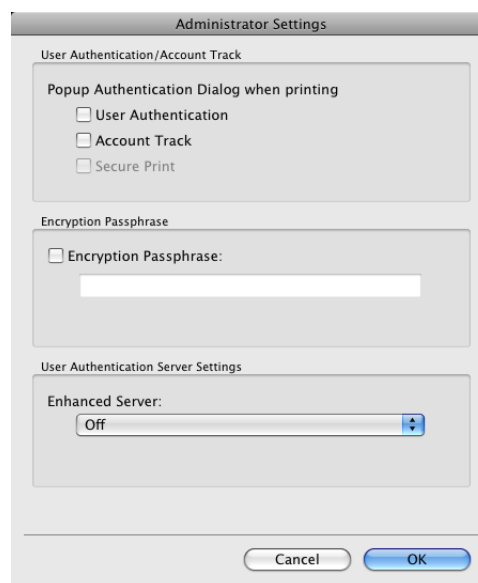 Administrator Settings
User Authentication/Account Track
Popup Authentication Dialog when printing
User Authentication
Account Track
Secure Print
Encryption Passphrase
Encryption Passphrase:
User Authentication Server Settings
Enhanced Server:
Off
Cancel
OK